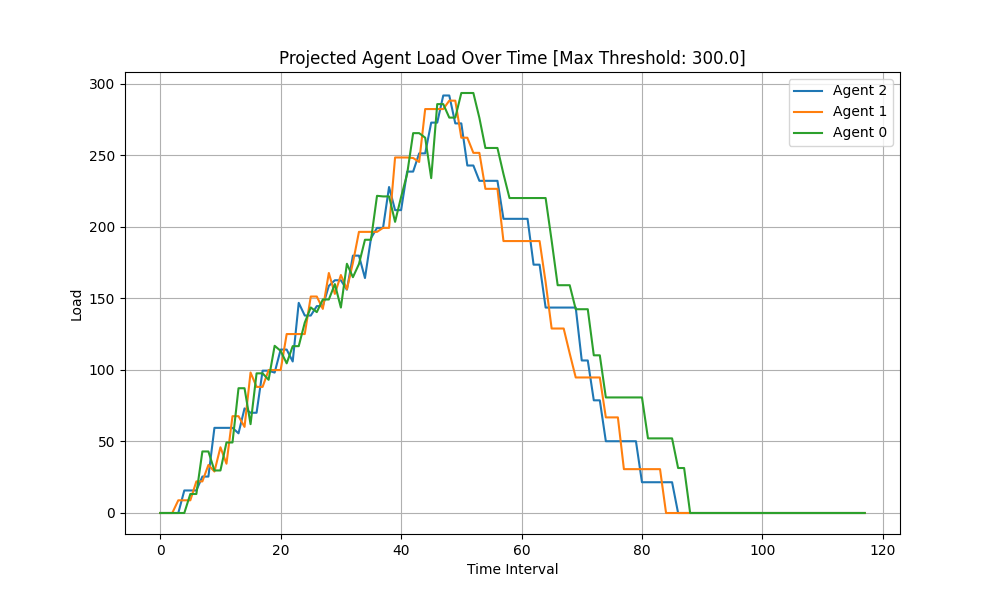 Projected Agent Load Over Time [Max Threshold: 300.0]
Agent 2
Agent 1
Agent 0
Load
300
250
200
150
100
50
0
0 20 40 60 80 100 120
Time Interval